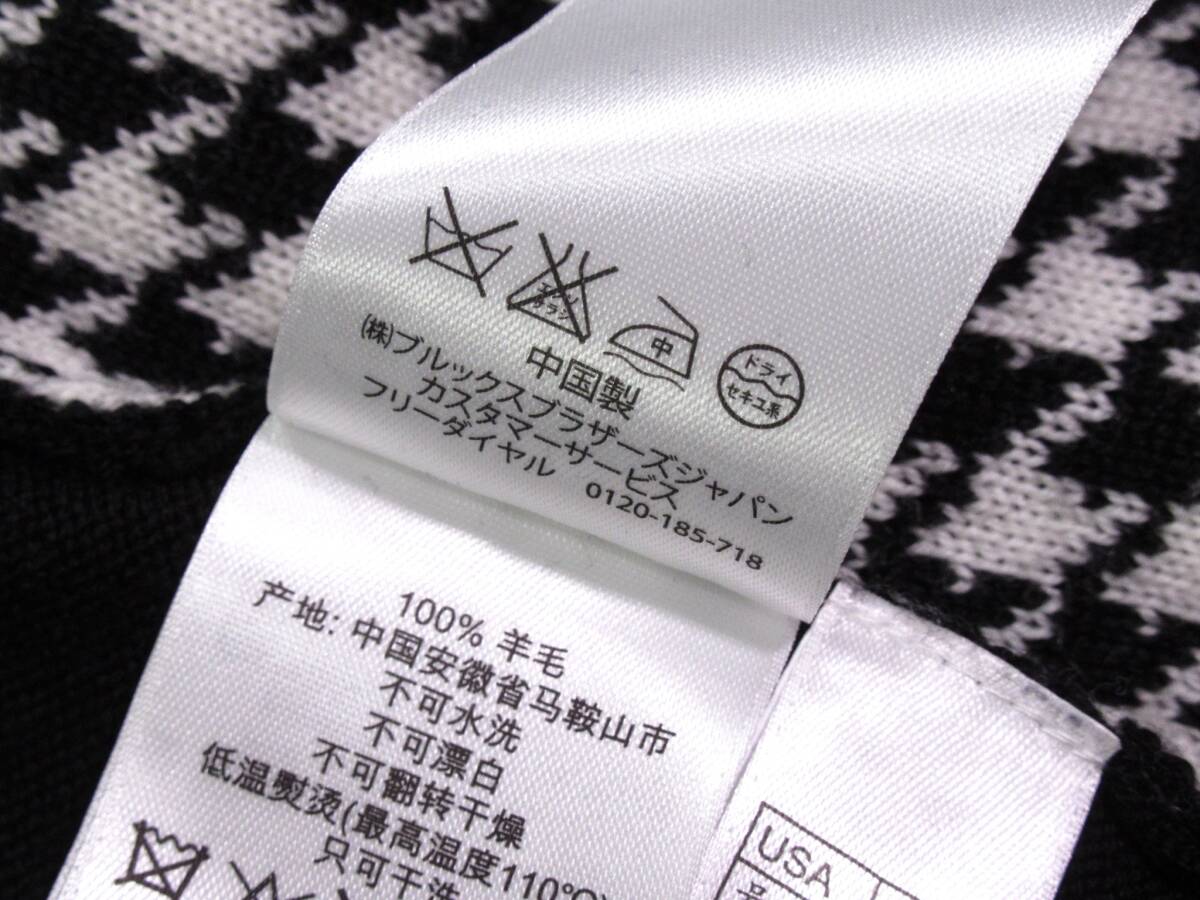 エンソ
サラシ
中
ドライ
セキユ系
中国製
(株)ブルックスブラザーズジャパン
カスタマーサービス
フリーダイヤル 0120-185-718
100% 羊毛
产地: 中国安徽省马鞍山市
不可水洗
不可漂白
不可翻转干燥
低温熨烫(最高温度110℃)
只可干洗
USA
号